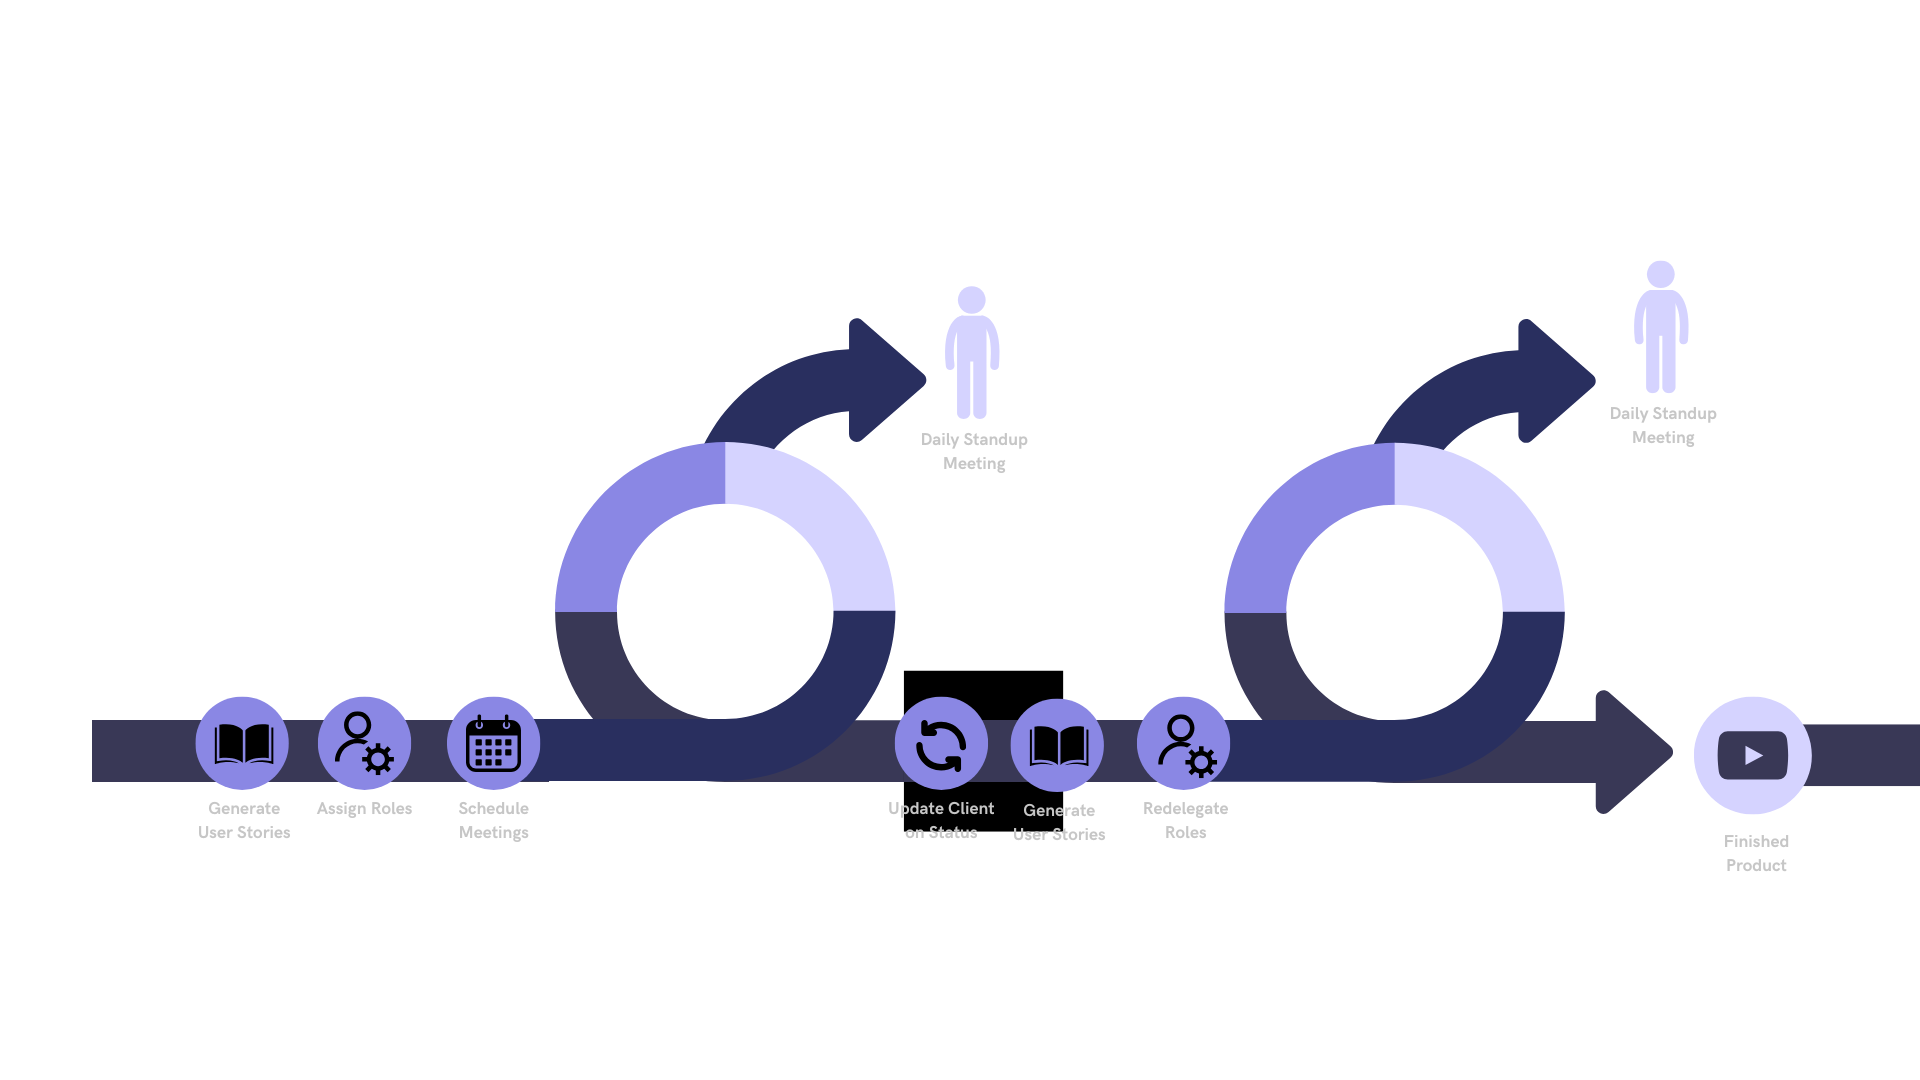 Daily Standup
Meeting
Daily Standup
Meeting
Generate
User Stories
Assign Roles
Schedule
Meetings
Update Client
on Status
Generate
User Stories
Redelegate
Roles
Finished
Product